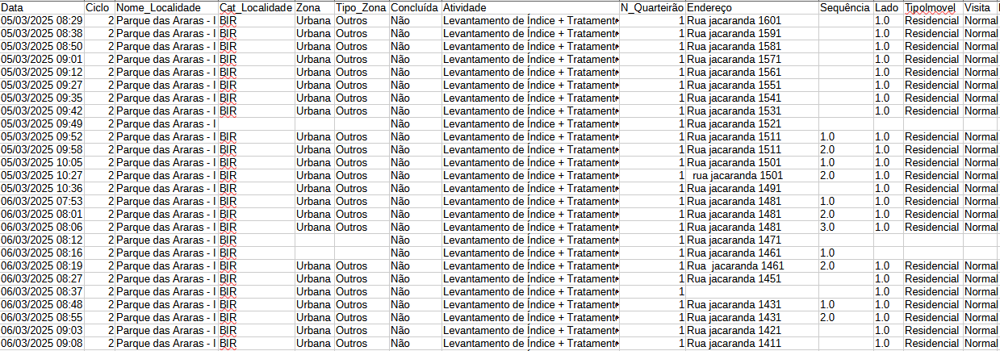 Data Ciclo Nome_Localidade Cat_Localidade Zona Tipo_Zona Concluída Atividade N_Quarteirão Endereço Sequência Lado TipoImovel Visita
05/03/2025 08:29 2 Parque das Araras - I BIR Urbana Outros Não Levantamento de Índice + Tratament 1 Rua jacaranda 1601 1.0 Residencial Normal
05/03/2025 08:38 2 Parque das Araras - I BIR Urbana Outros Não Levantamento de Índice + Tratament 1 Rua jacaranda 1591 1.0 Residencial Normal
05/03/2025 08:50 2 Parque das Araras - I BIR Urbana Outros Não Levantamento de Índice + Tratament 1 Rua jacaranda 1581 1.0 Residencial Normal
05/03/2025 09:01 2 Parque das Araras - I BIR Urbana Outros Não Levantamento de Índice + Tratament 1 Rua jacaranda 1571 1.0 Residencial Normal
05/03/2025 09:12 2 Parque das Araras - I BIR Urbana Outros Não Levantamento de Índice + Tratament 1 Rua jacaranda 1561 1.0 Residencial Normal
05/03/2025 09:27 2 Parque das Araras - I BIR Urbana Outros Não Levantamento de Índice + Tratament 1 Rua jacaranda 1551 1.0 Residencial Normal
05/03/2025 09:35 2 Parque das Araras - I BIR Urbana Outros Não Levantamento de Índice + Tratament 1 Rua jacaranda 1541 1.0 Residencial Normal
05/03/2025 09:42 2 Parque das Araras - I BIR Urbana Outros Não Levantamento de Índice + Tratament 1 Rua jacaranda 1531 1.0 Residencial Normal
05/03/2025 09:49 2 Parque das Araras - I Não Levantamento de Índice + Tratament 1 Rua jacaranda 1521
05/03/2025 09:52 2 Parque das Araras - I BIR Urbana Outros Não Levantamento de Índice + Tratament 1 Rua jacaranda 1511 1.0 1.0 Residencial Normal
05/03/2025 09:58 2 Parque das Araras - I BIR Urbana Outros Não Levantamento de Índice + Tratament 1 Rua jacaranda 1511 2.0 1.0 Residencial Normal
05/03/2025 10:05 2 Parque das Araras - I BIR Urbana Outros Não Levantamento de Índice + Tratament 1 Rua jacaranda 1501 1.0 1.0 Residencial Normal
05/03/2025 10:27 2 Parque das Araras - I BIR Urbana Outros Não Levantamento de Índice + Tratament 1 rua jacaranda 1501 2.0 1.0 Residencial Normal
05/03/2025 10:36 2 Parque das Araras - I BIR Urbana Outros Não Levantamento de Índice + Tratament 1 Rua jacaranda 1491 1.0 Residencial Normal
06/03/2025 07:53 2 Parque das Araras - I BIR Urbana Outros Não Levantamento de Índice + Tratament 1 Rua jacaranda 1481 1.0 1.0 Residencial Normal
06/03/2025 08:01 2 Parque das Araras - I BIR Urbana Outros Não Levantamento de Índice + Tratament 1 Rua jacaranda 1481 2.0 1.0 Residencial Normal
06/03/2025 08:06 2 Parque das Araras - I BIR Urbana Outros Não Levantamento de Índice + Tratament 1 Rua jacaranda 1481 3.0 1.0 Residencial Normal
06/03/2025 08:12 2 Parque das Araras - I BIR Não Levantamento de Índice + Tratament 1 Rua jacaranda 1471
06/03/2025 08:16 2 Parque das Araras - I BIR Não Levantamento de Índice + Tratament 1 Rua jacaranda 1461 1.0
06/03/2025 08:19 2 Parque das Araras - I BIR Urbana Outros Não Levantamento de Índice + Tratament 1 Rua jacaranda 1461 2.0 1.0 Residencial Normal
06/03/2025 08:27 2 Parque das Araras - I BIR Urbana Outros Não Levantamento de Índice + Tratament 1 Rua jacaranda 1451 1.0 Residencial Normal
06/03/2025 08:37 2 Parque das Araras - I BIR Urbana Outros Não Levantamento de Índice + Tratament 1 1.0 Residencial Normal
06/03/2025 08:48 2 Parque das Araras - I BIR Urbana Outros Não Levantamento de Índice + Tratament 1 Rua jacaranda 1431 1.0 1.0 Residencial Normal
06/03/2025 08:55 2 Parque das Araras - I BIR Urbana Outros Não Levantamento de Índice + Tratament 1 Rua jacaranda 1431 2.0 1.0 Residencial Normal
06/03/2025 09:03 2 Parque das Araras - I BIR Urbana Outros Não Levantamento de Índice + Tratament 1 Rua jacaranda 1421 1.0 Residencial Normal
06/03/2025 09:08 2 Parque das Araras - I BIR Urbana Outros Não Levantamento de Índice + Tratament 1 Rua jacaranda 1411 1.0 Residencial Normal